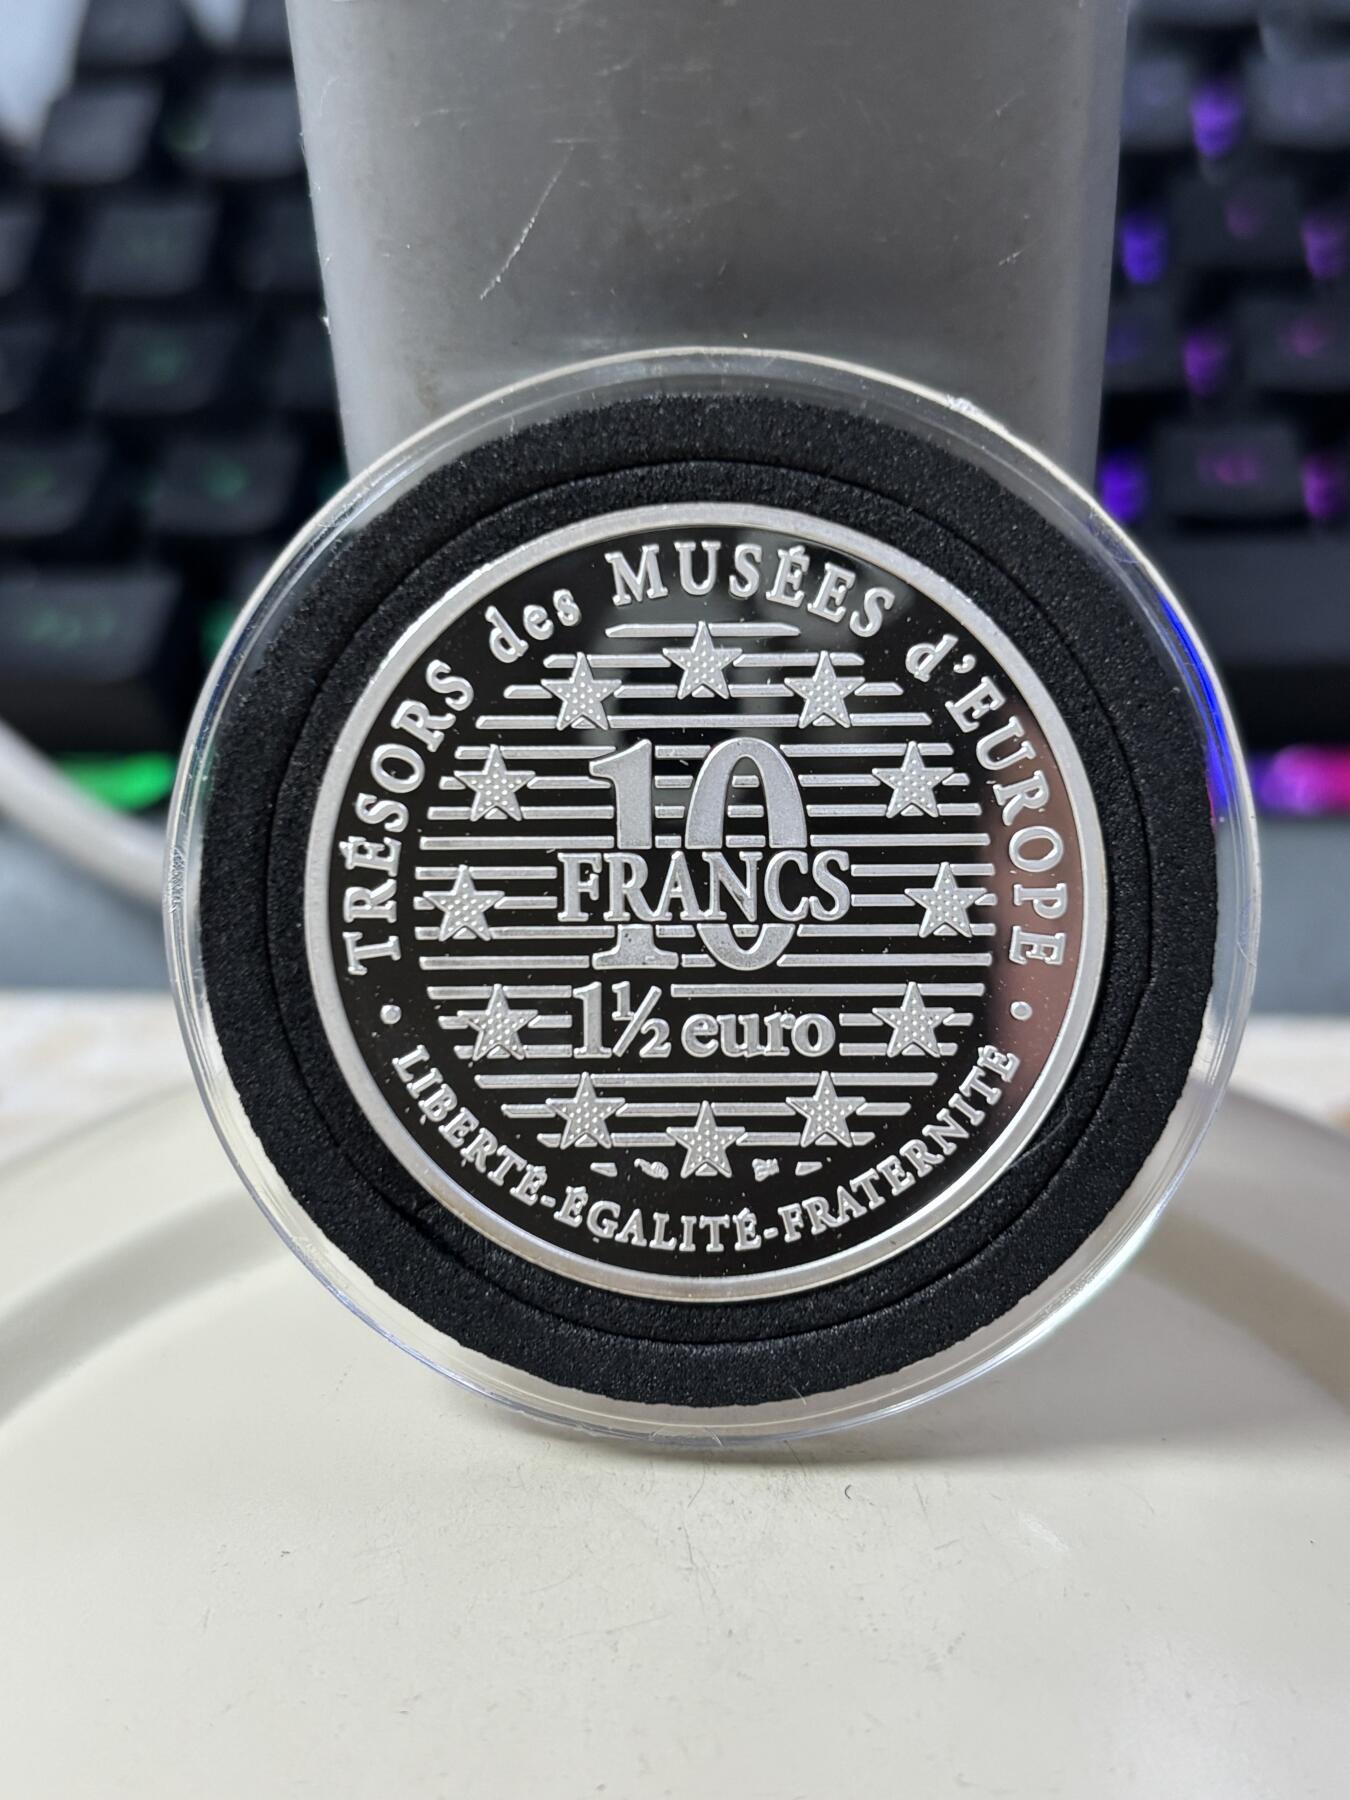 TRÉSORS des MUSÉES d'EUROPE
10
FRANCS
1½ euro
• LIBERTÉ-ÉGALITÉ-FRATERNITÉ •